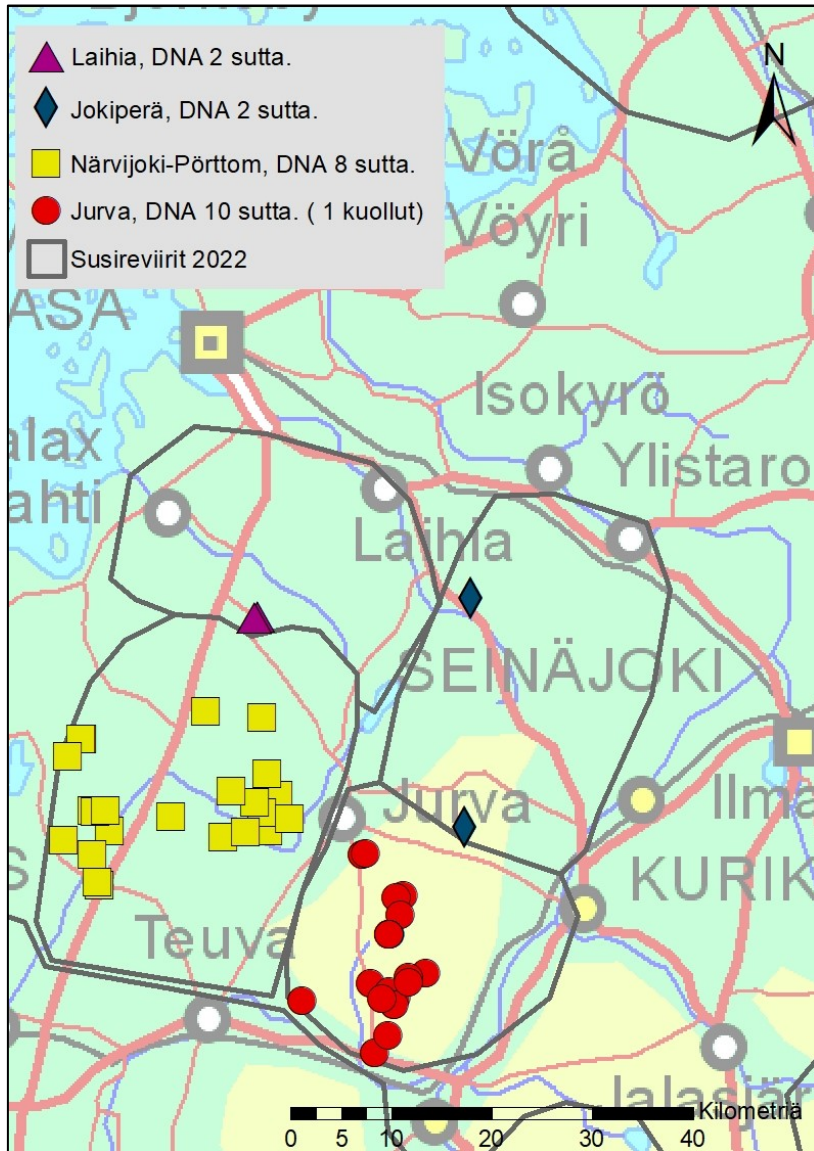 Laihia, DNA 2 sutta.
Jokiperä, DNA 2 sutta.
Närvijoki-Pörttom, DNA 8 sutta.
Jurva, DNA 10 sutta. ( 1 kuollut)
Susireviirit 2022
N
Vörå
Vöyri
ASA
Isokyrö
Ylistaro
alax
ahti
Laihia
SEINÄJOKI
Ilma
Jurva
S
KURIK
Teuva
Jalasjär
Kilometriä
0 5 10 20 30 40